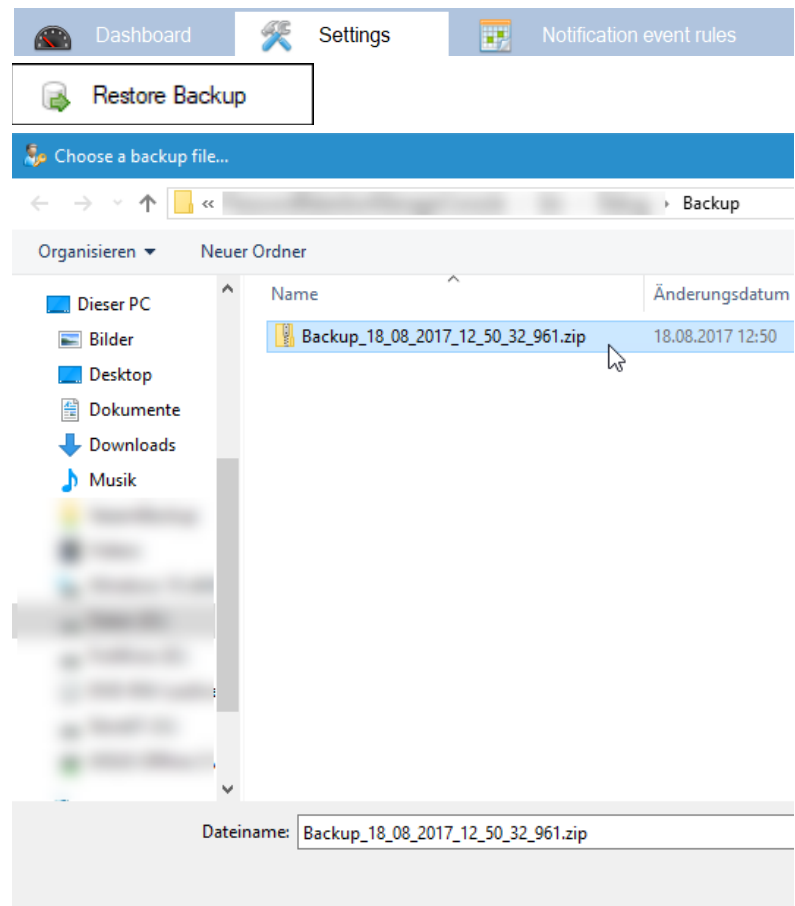 Dashboard Settings Notification event rules
Restore Backup
Choose a backup file...
« Backup
Organisieren Neuer Ordner
Name Änderungsdatum
Dieser PC
Backup_18_08_2017_12_50_32_961.zip 18.08.2017 12:50
Bilder
Desktop
Dokumente
Downloads
Musik
Dateiname: Backup_18_08_2017_12_50_32_961.zip